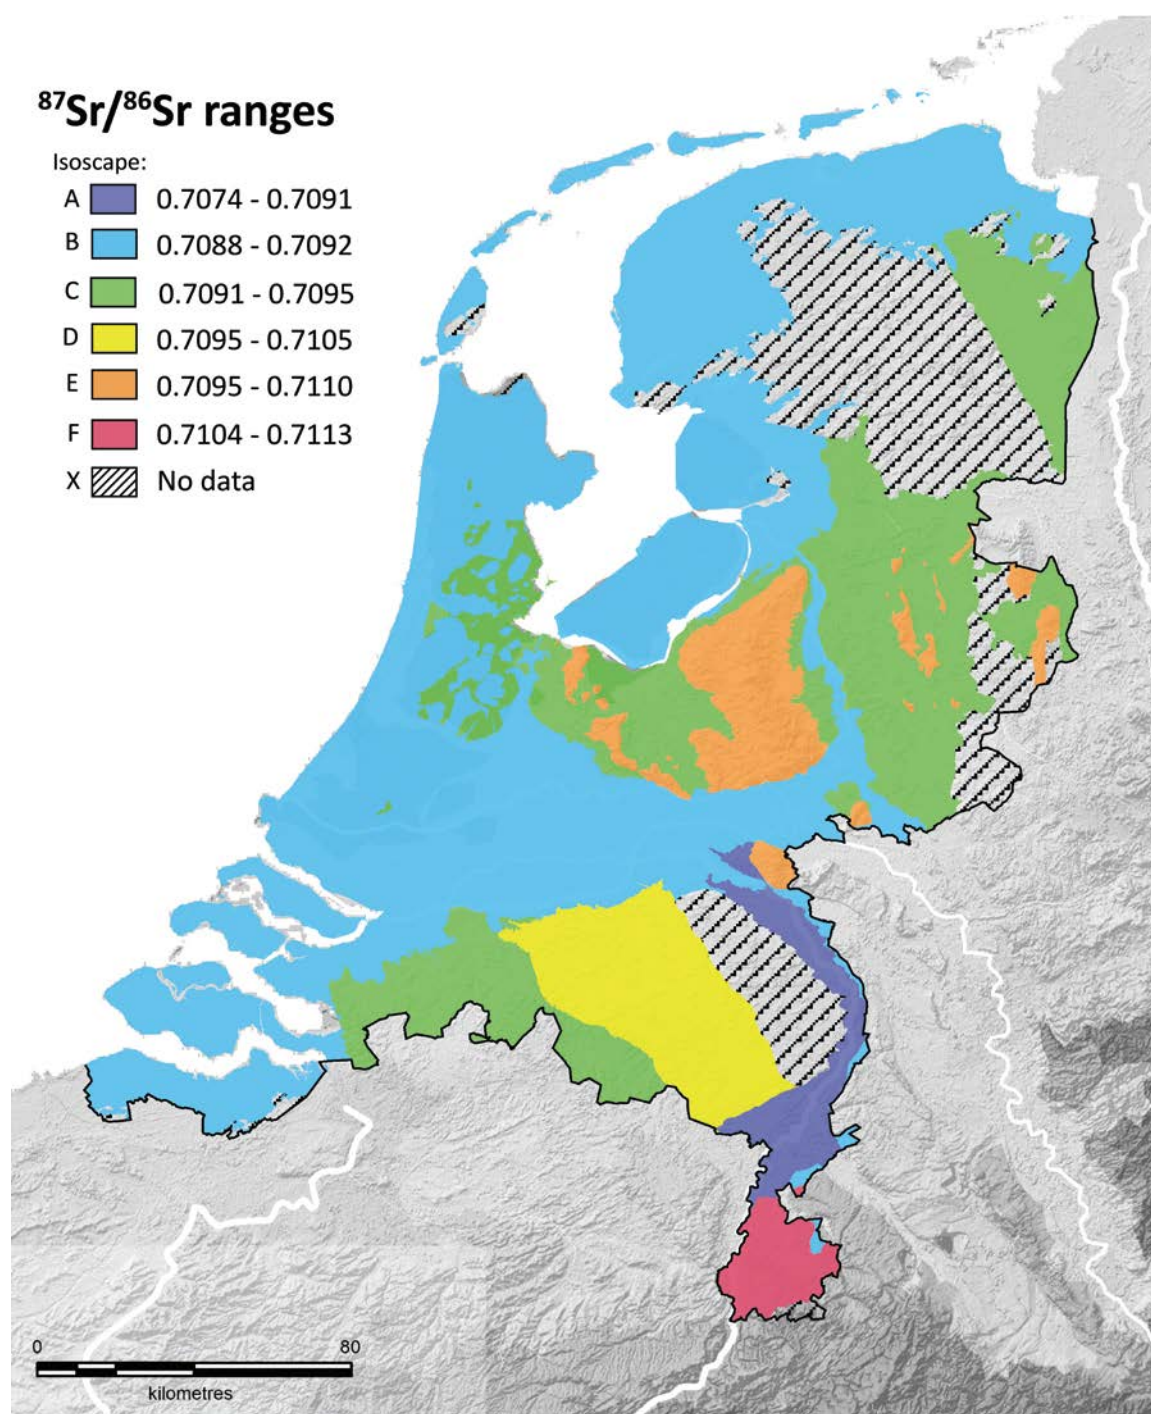 ⁸⁷Sr/⁸⁶Sr ranges
Isoscape:
A 0.7074 - 0.7091
B 0.7088 - 0.7092
C 0.7091 - 0.7095
D 0.7095 - 0.7105
E 0.7095 - 0.7110
F 0.7104 - 0.7113
X No data
0 80
kilometres